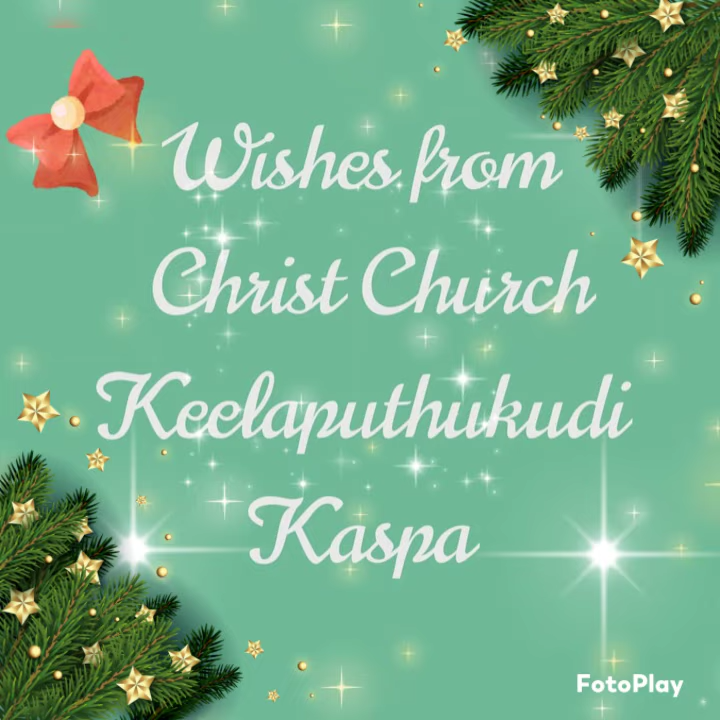 Wishes from
Christ Church
Keelaputhukudi
Kaspa
FotoPlay